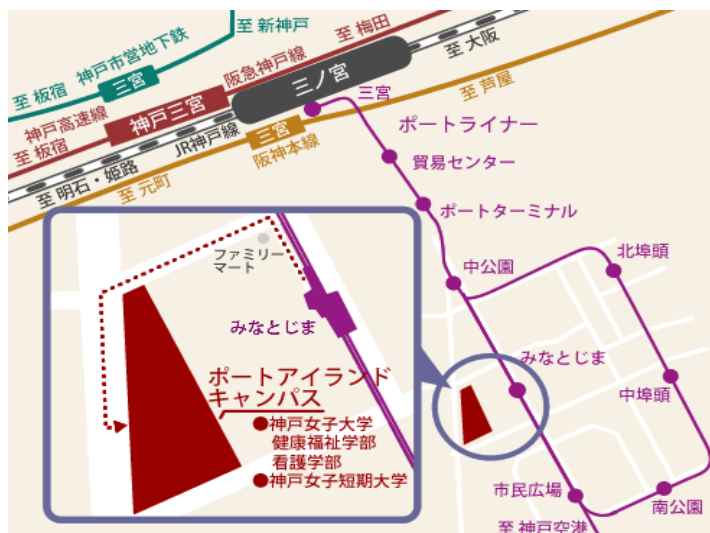 至 新神戸
至 梅田
神戸市営地下鉄
三宮
至 板宿
阪急神戸線
三ノ宮
至 大阪
神戸高速線
神戸三宮
至 板宿
三宮
至 芦屋
ポートライナー
JR神戸線
三宮
阪神本線
至 明石・姫路
至 元町
貿易センター
ポートターミナル
中公園
北埠頭
みなとじま
中埠頭
市民広場
南公園
至 神戸空港
ファミリー
マート
みなとじま
ポートアイランド
キャンパス
●神戸女子大学
健康福祉学部
看護学部
●神戸女子短期大学